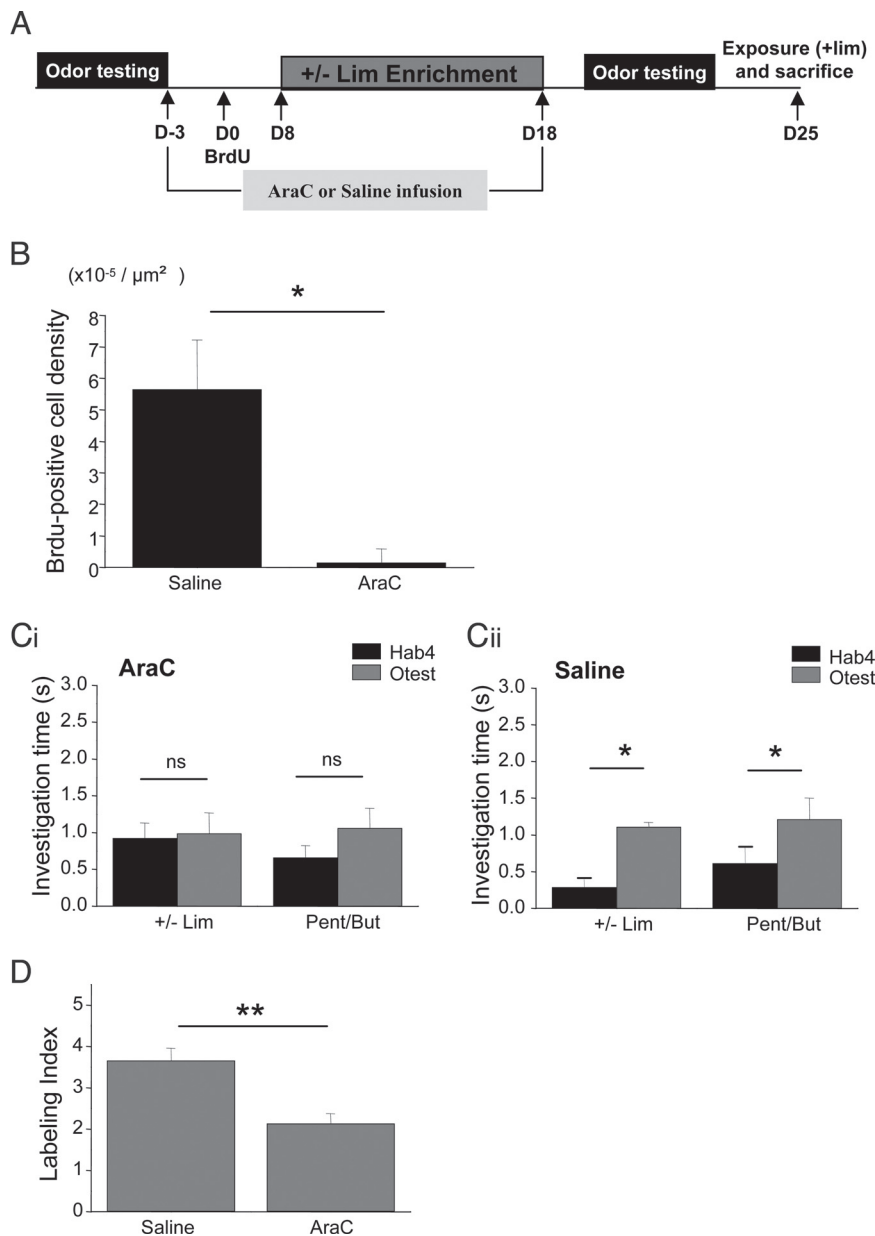 A
Odor testing
+/- Lim Enrichment
Odor testing
Exposure (+lim)
and sacrifice
D-3
D0
BrdU
D8
D18
D25
AraC or Saline infusion
B
(x10-5 / µm² )
*
Brdu-positive cell density
8
7
6
5
4
3
2
1
0
Saline
AraC
Ci
AraC
Hab4
Otest
Investigation time (s)
3.0
2.5
2.0
1.5
1.0
0.5
0.0
ns
ns
+/- Lim
Pent/But
Cii
Saline
Hab4
Otest
Investigation time (s)
3.0
2.5
2.0
1.5
1.0
0.5
0.0
*
*
+/- Lim
Pent/But
D
**
Labeling Index
5
4
3
2
1
0
Saline
AraC